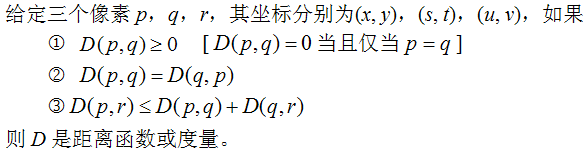 给定三个像素 p，q，r，其坐标分别为(x, y)，(s, t)，(u, v)，如果
① D(p,q) ≥ 0 [ D(p,q) = 0 当且仅当 p = q ]
② D(p,q) = D(q, p)
③ D(p,r) ≤ D(p,q) + D(q,r)
则 D 是距离函数或度量。